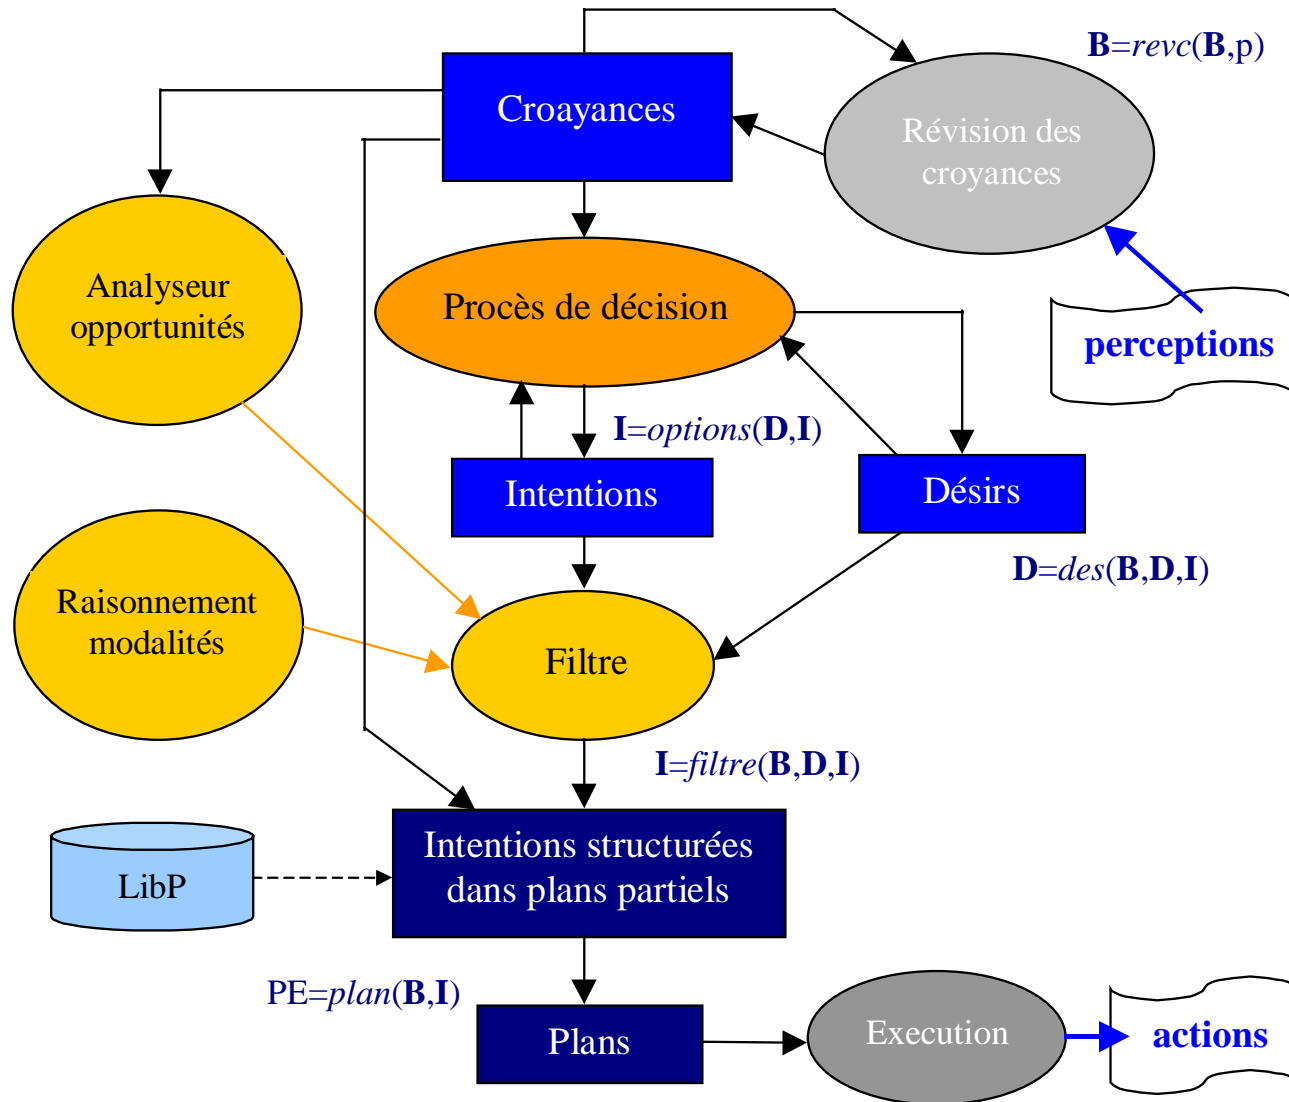 B=revc(B,p)
Croayances
Révision des
croyances
Analyseur
opportunités
Procès de décision
perceptions
I=options(D,I)
Intentions
Désirs
D=des(B,D,I)
Raisonnement
modalités
Filtre
I=filtre(B,D,I)
Intentions structurées
dans plans partiels
LibP
PE=plan(B,I)
Plans
Execution
actions